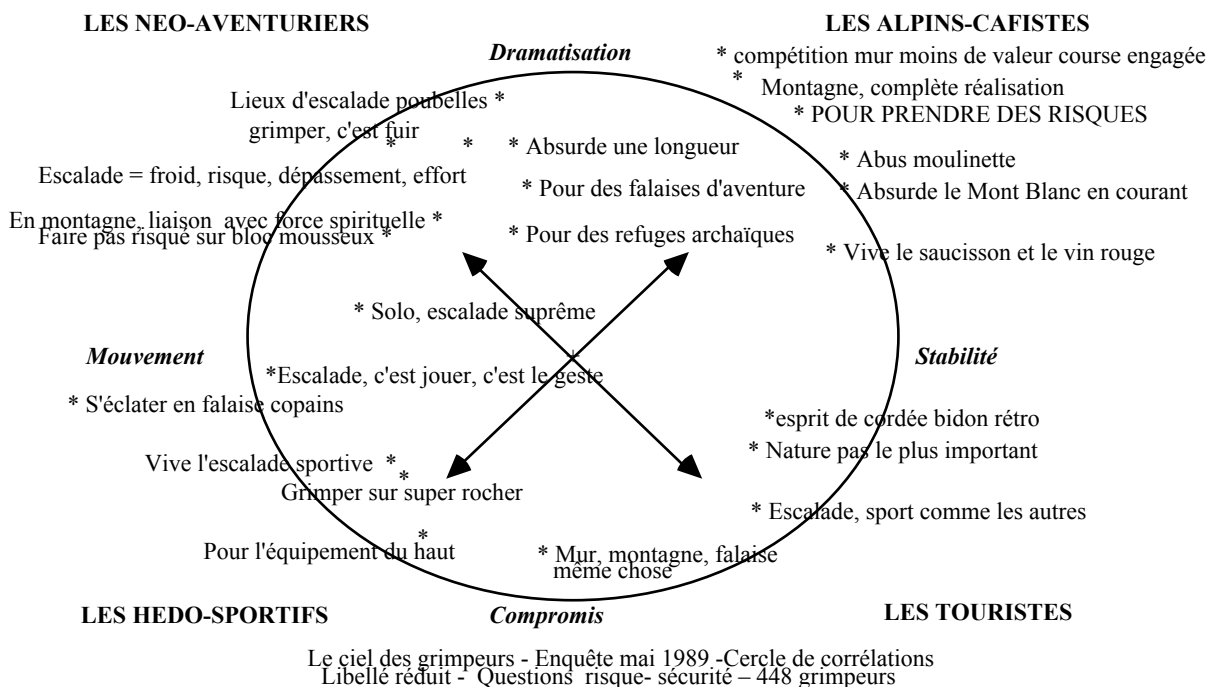 LES NEO-AVENTURIERS
LES ALPINS-CAFISTES
Dramatisation
* compétition mur moins de valeur course engagée
* Montagne, complète réalisation
Lieux d'escalade poubelles *
* POUR PRENDRE DES RISQUES
grimper, c'est fuir
* * * Absurde une longueur
* Abus moulinette
Escalade = froid, risque, dépassement, effort
* Pour des falaises d'aventure
* Absurde le Mont Blanc en courant
En montagne, liaison avec force spirituelle *
Faire pas risqué sur bloc mousseux *
* Pour des refuges archaïques
* Vive le saucisson et le vin rouge
* Solo, escalade suprême
Mouvement
Stabilité
*Escalade, c'est jouer, c'est le geste
* S'éclater en falaise copains
*esprit de cordée bidon rétro
* Nature pas le plus important
Vive l'escalade sportive *
*
Grimper sur super rocher
* Escalade, sport comme les autres
*
Pour l'équipement du haut
* Mur, montagne, falaise
même chose
LES HEDO-SPORTIFS
Compromis
LES TOURISTES
Le ciel des grimpeurs - Enquête mai 1989 -Cercle de corrélations
Libellé réduit - Questions risque- sécurité – 448 grimpeurs